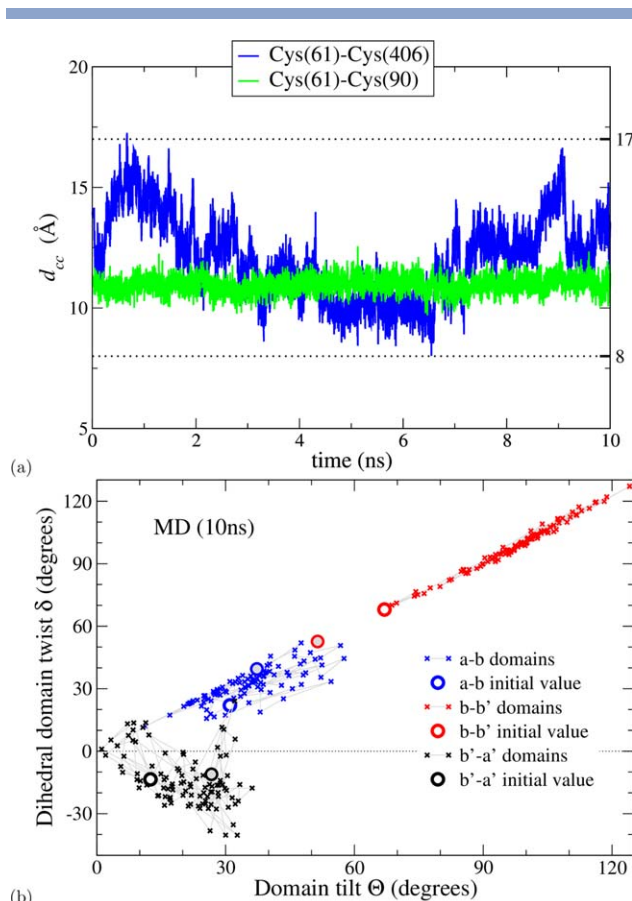 Cys(61)-Cys(406)
Cys(61)-Cys(90)
20
15
10
5
17
8
d_cc (Å)
0 2 4 6 8 10
time (ns)
(a)
MD (10ns)
120
90
60
30
0
-30
Dihedral domain twist δ (degrees)
a-b domains
a-b initial value
b-b' domains
b-b' initial value
b'-a' domains
b'-a' initial value
0 30 60 90 120
Domain tilt Θ (degrees)
(b)